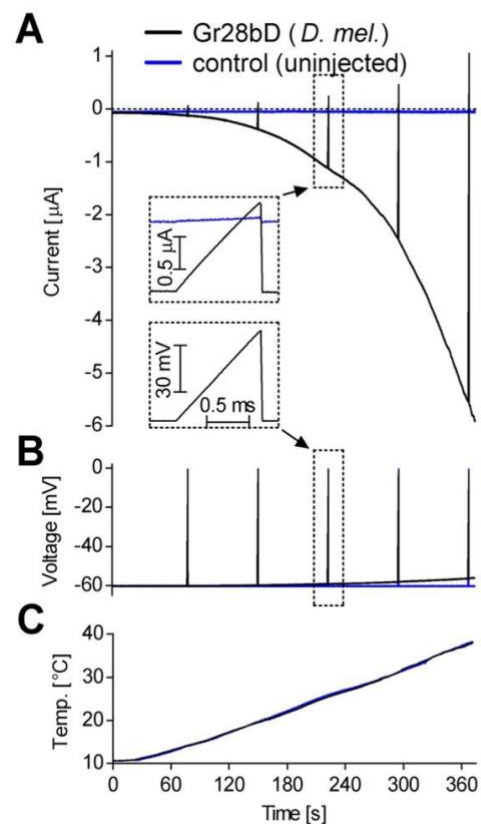 A
Gr28bD (D. mel.)
control (uninjected)
1
0
-1
-2
-3
-4
-5
-6
Current [µA]
0.5 µA
30 mV
0.5 ms
B
0
-20
-40
-60
Voltage [mV]
C
40
30
20
10
Temp. [°C]
0 60 120 180 240 300 360
Time [s]